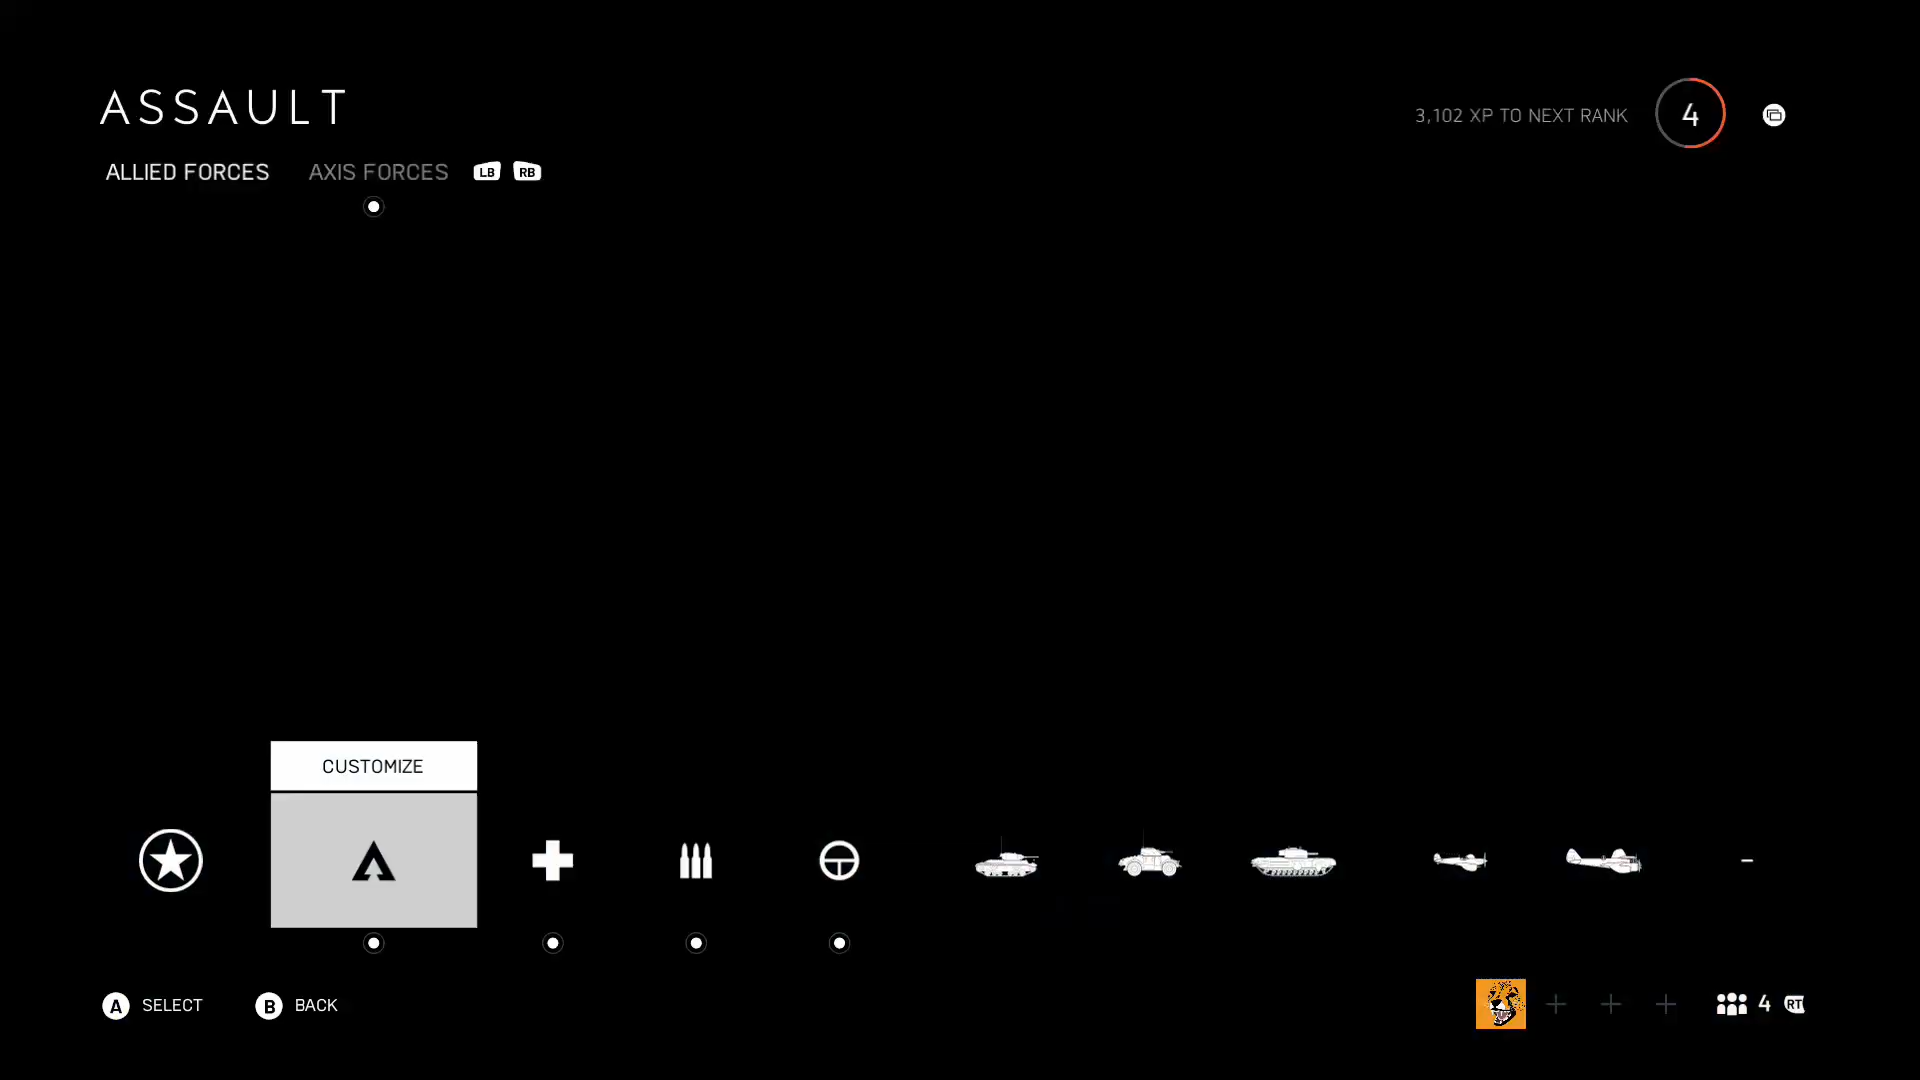 ASSAULT
3,102 XP TO NEXT RANK 4
ALLIED FORCES AXIS FORCES LB RB
CUSTOMIZE
A SELECT B BACK
4 RT